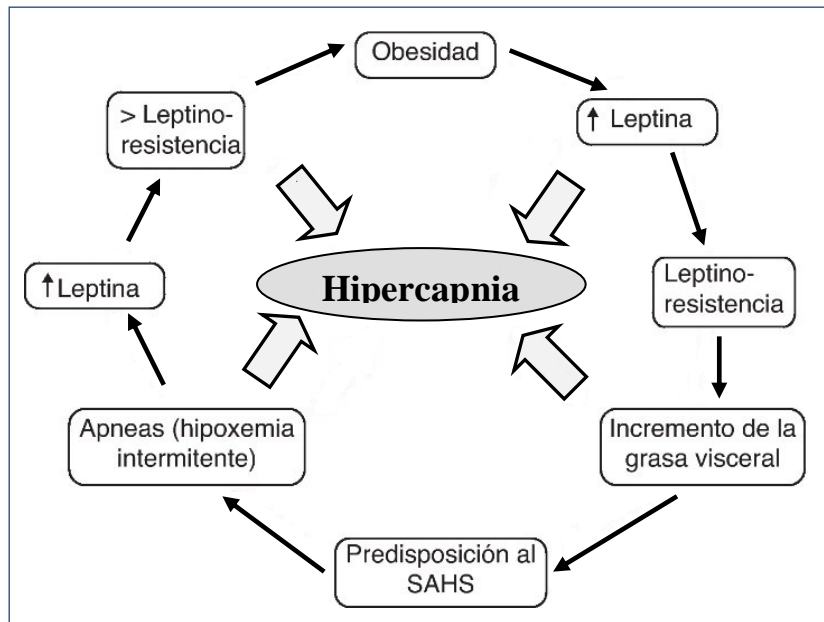 Obesidad
↑ Leptina
Leptino-
resistencia
Incremento de la
grasa visceral
Predisposición al
SAHS
Apneas (hipoxemia
intermitente)
↑Leptina
> Leptino-
resistencia
Hipercapnia